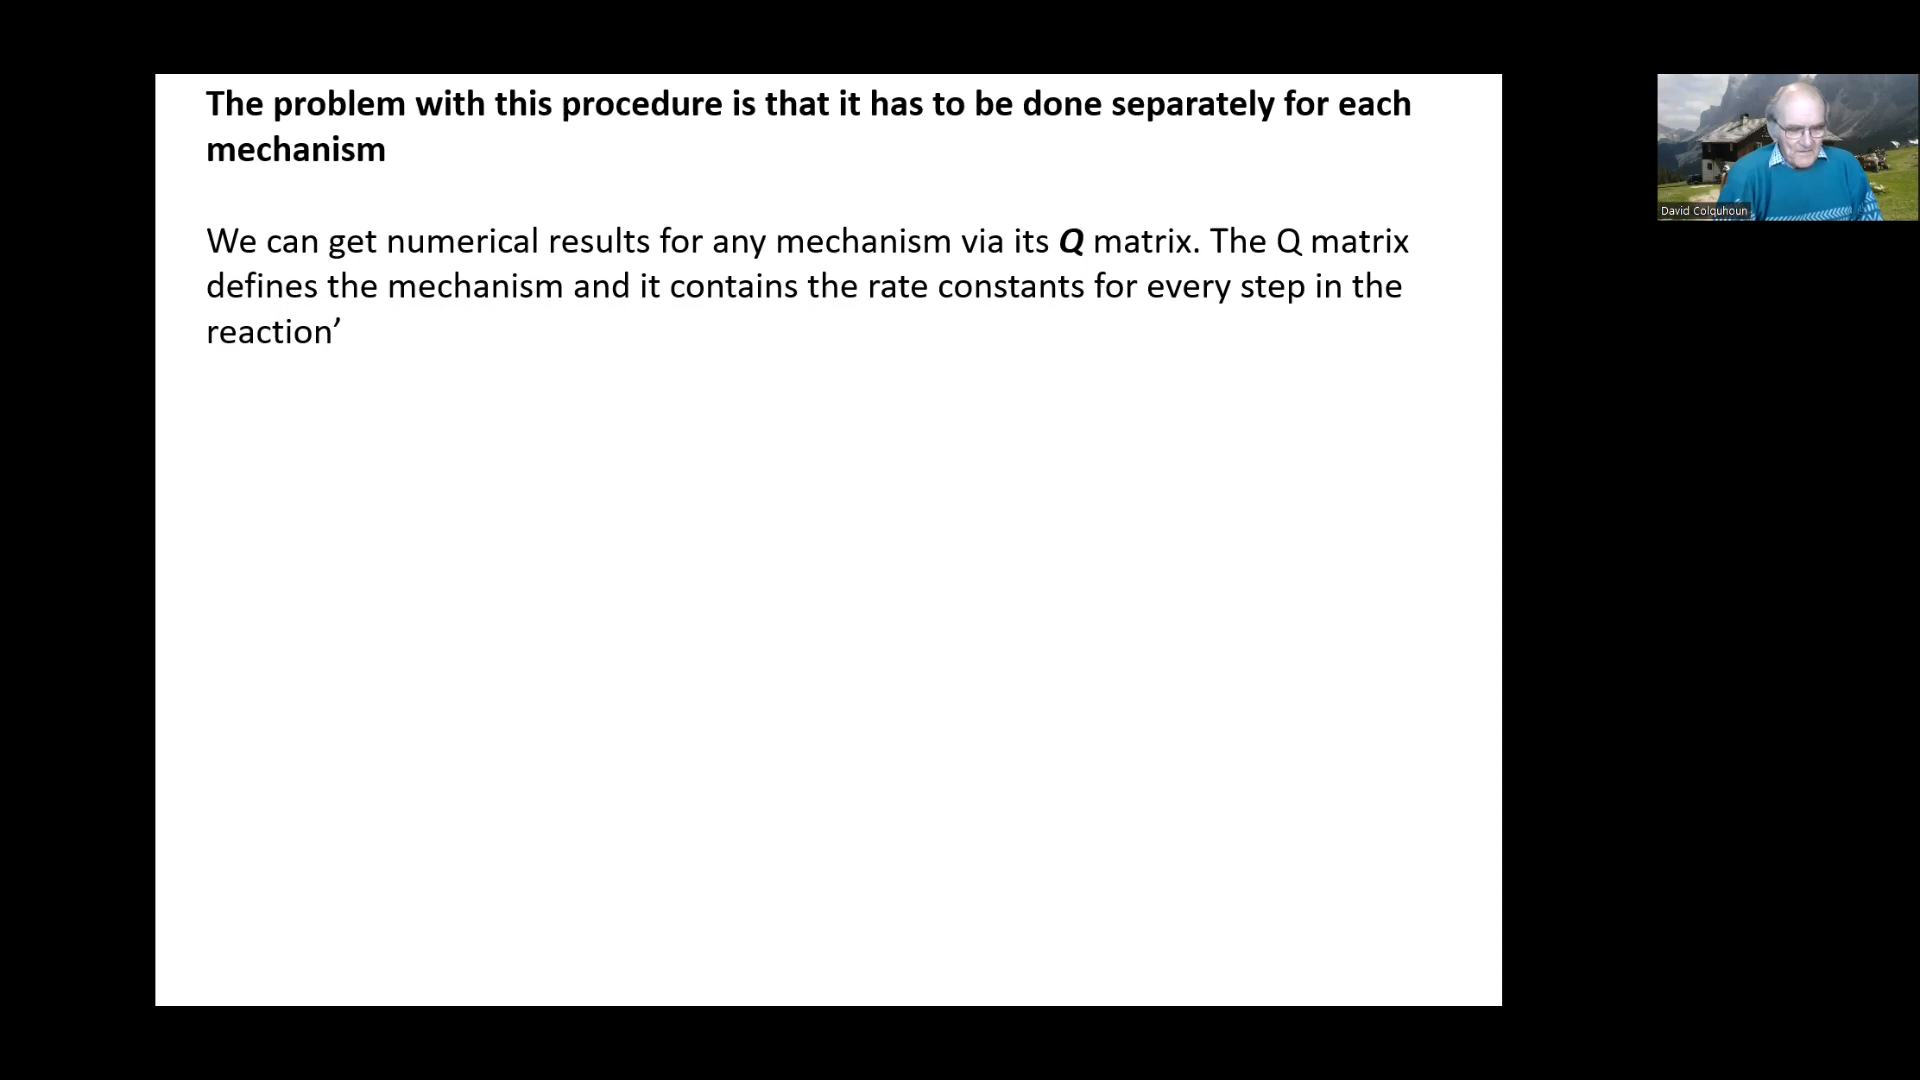 The problem with this procedure is that it has to be done separately for each
mechanism
We can get numerical results for any mechanism via its Q matrix. The Q matrix
defines the mechanism and it contains the rate constants for every step in the
reaction’
David Colquhoun